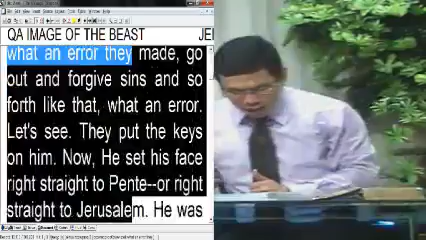 QA IMAGE OF THE BEAST JE
what an error they made, go
out and forgive sins and so
forth like that, what an error.
Let's see. They put the keys
on him. Now, He set his face
right straight to Pente--or right
straight to Jerusalem. He was